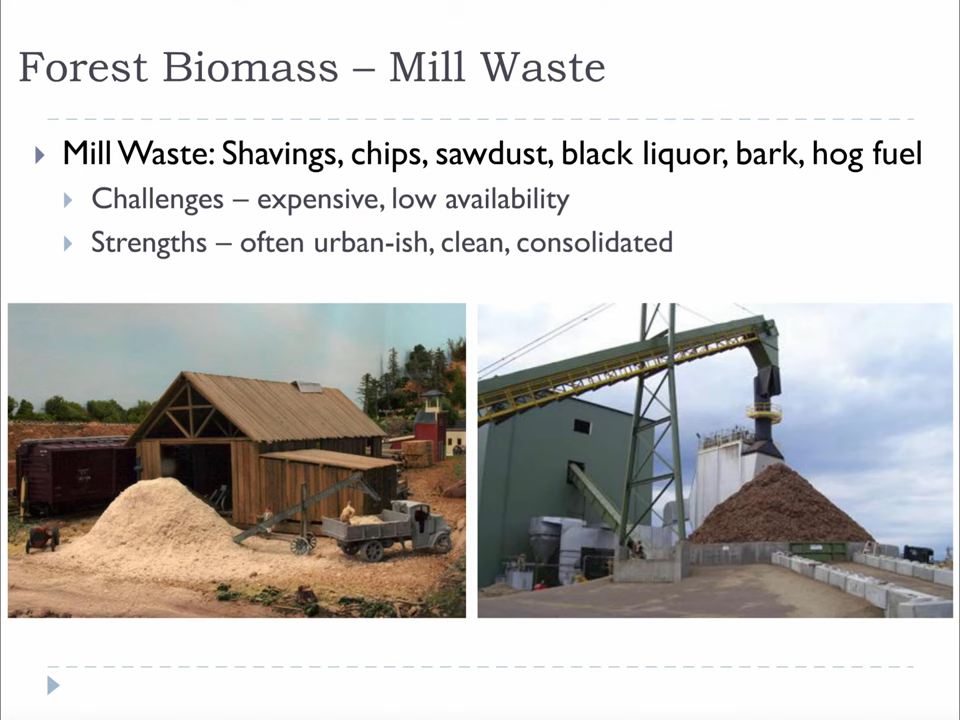 Forest Biomass – Mill Waste
Mill Waste: Shavings, chips, sawdust, black liquor, bark, hog fuel
Challenges – expensive, low availability
Strengths – often urban-ish, clean, consolidated